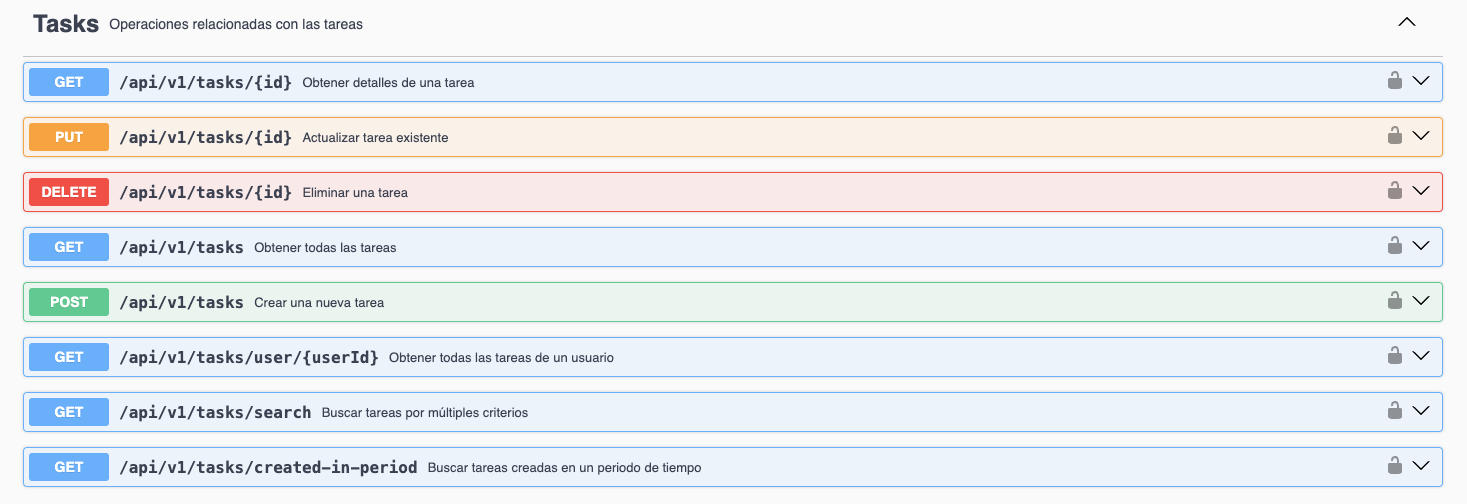 Tasks Operaciones relacionadas con las tareas
GET /api/v1/tasks/{id} Obtener detalles de una tarea
PUT /api/v1/tasks/{id} Actualizar tarea existente
DELETE /api/v1/tasks/{id} Eliminar una tarea
GET /api/v1/tasks Obtener todas las tareas
POST /api/v1/tasks Crear una nueva tarea
GET /api/v1/tasks/user/{userId} Obtener todas las tareas de un usuario
GET /api/v1/tasks/search Buscar tareas por múltiples criterios
GET /api/v1/tasks/created-in-period Buscar tareas creadas en un periodo de tiempo